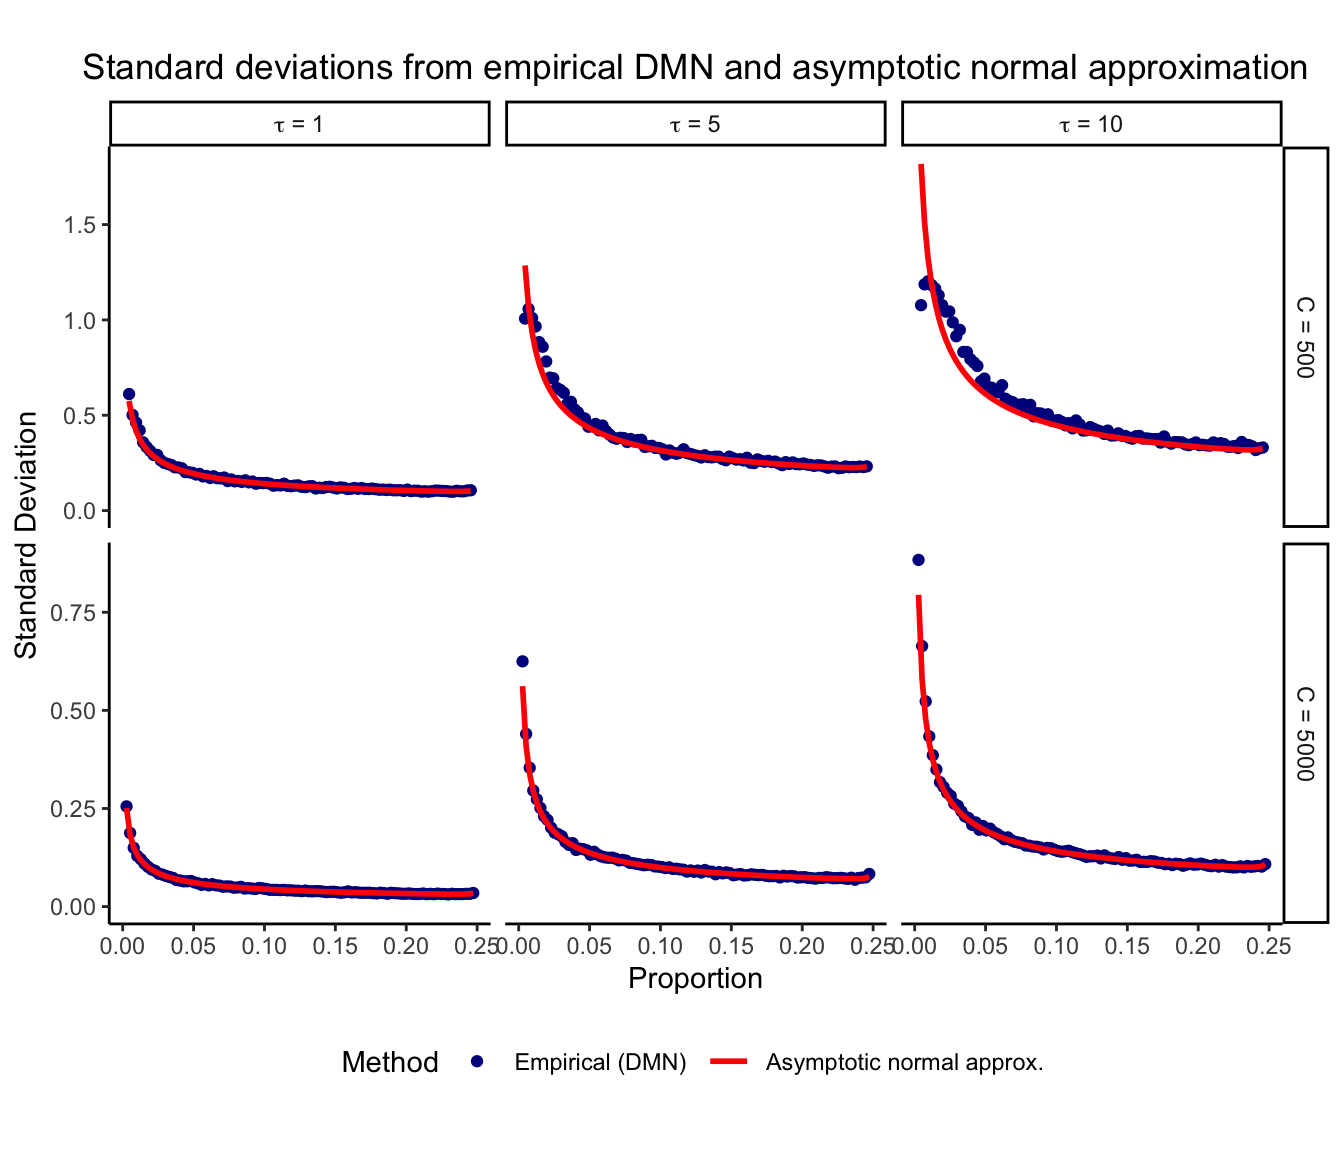 Standard deviations from empirical DMN and asymptotic normal approximation
τ = 1
τ = 5
τ = 10
C = 500
C = 5000
Standard Deviation
1.5
1.0
0.5
0.0
0.75
0.50
0.25
0.00
0.00 0.05 0.10 0.15 0.20 0.25
0.00 0.05 0.10 0.15 0.20 0.25
0.00 0.05 0.10 0.15 0.20 0.25
Proportion
Method Empirical (DMN) Asymptotic normal approx.